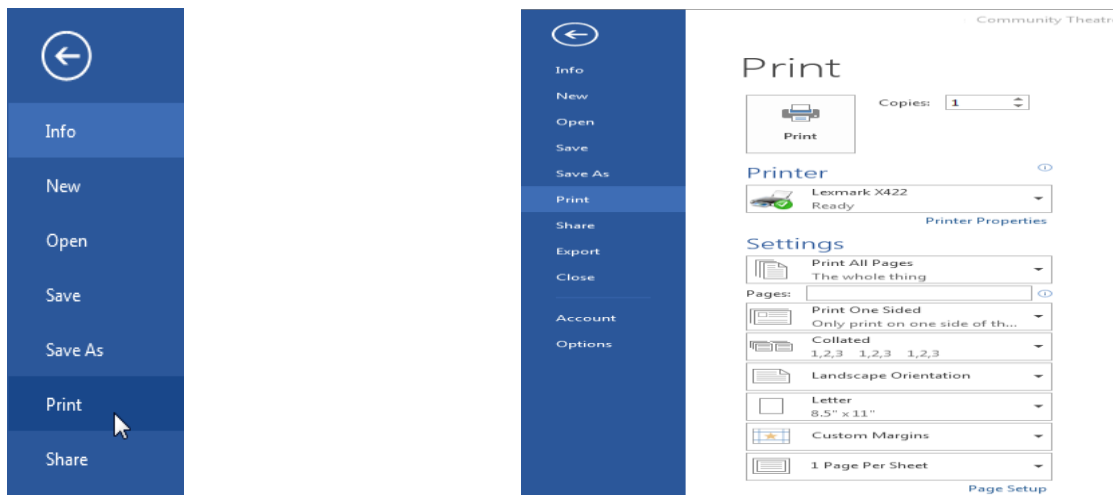 Info
New
Open
Save
Save As
Print
Share
Community Theatr
Info
New
Open
Save
Save As
Print
Share
Export
Close
Account
Options
Print
Copies: 1
Print
Printer
Lexmark X422
Ready
Printer Properties
Settings
Print All Pages
The whole thing
Pages:
Print One Sided
Only print on one side of th...
Collated
1,2,3 1,2,3 1,2,3
Landscape Orientation
Letter
8.5" x 11"
Custom Margins
1 Page Per Sheet
Page Setup